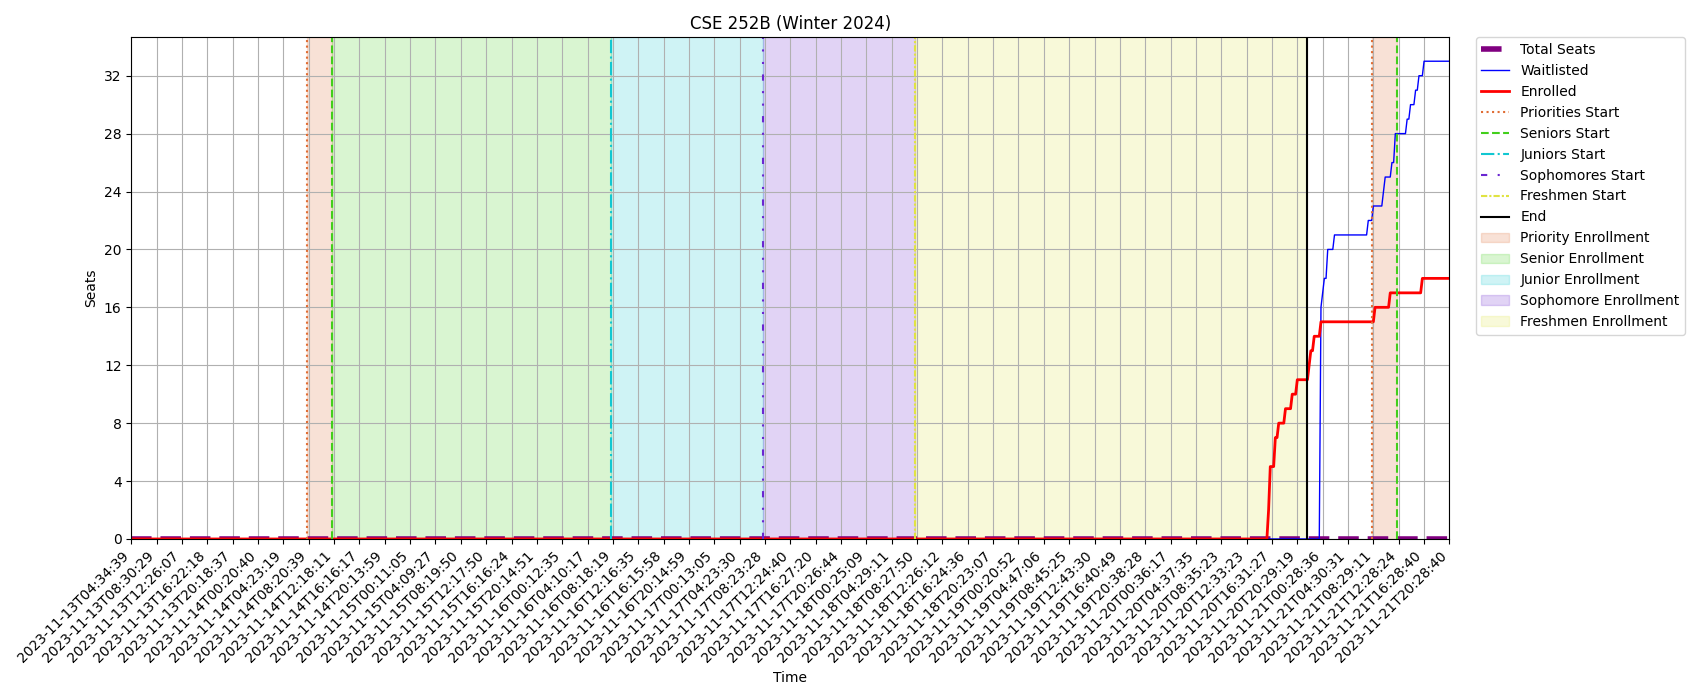 CSE 252B (Winter 2024)
Seats
32
28
24
20
16
12
8
4
0
2023-11-13T04:34:39
2023-11-13T08:30:29
2023-11-13T12:26:07
2023-11-13T16:22:18
2023-11-13T20:18:37
2023-11-14T00:20:40
2023-11-14T04:23:19
2023-11-14T08:20:39
2023-11-14T12:18:11
2023-11-14T16:16:17
2023-11-14T20:13:59
2023-11-15T00:11:05
2023-11-15T04:09:27
2023-11-15T08:19:50
2023-11-15T12:17:50
2023-11-15T16:16:24
2023-11-15T20:14:51
2023-11-16T00:12:35
2023-11-16T04:10:17
2023-11-16T08:18:19
2023-11-16T12:16:35
2023-11-16T16:15:58
2023-11-16T20:14:59
2023-11-17T00:13:05
2023-11-17T04:23:30
2023-11-17T08:23:28
2023-11-17T12:24:40
2023-11-17T16:27:20
2023-11-17T20:26:44
2023-11-18T00:25:09
2023-11-18T04:29:11
2023-11-18T08:27:50
2023-11-18T12:26:12
2023-11-18T16:24:36
2023-11-18T20:23:07
2023-11-19T00:20:52
2023-11-19T04:47:06
2023-11-19T08:45:25
2023-11-19T12:43:30
2023-11-19T16:40:49
2023-11-19T20:38:28
2023-11-20T00:36:17
2023-11-20T04:37:35
2023-11-20T08:35:23
2023-11-20T12:33:23
2023-11-20T16:31:27
2023-11-20T20:29:19
2023-11-21T00:28:36
2023-11-21T04:30:31
2023-11-21T08:29:11
2023-11-21T12:28:24
2023-11-21T16:28:40
2023-11-21T20:28:40
Time
Total Seats
Waitlisted
Enrolled
Priorities Start
Seniors Start
Juniors Start
Sophomores Start
Freshmen Start
End
Priority Enrollment
Senior Enrollment
Junior Enrollment
Sophomore Enrollment
Freshmen Enrollment